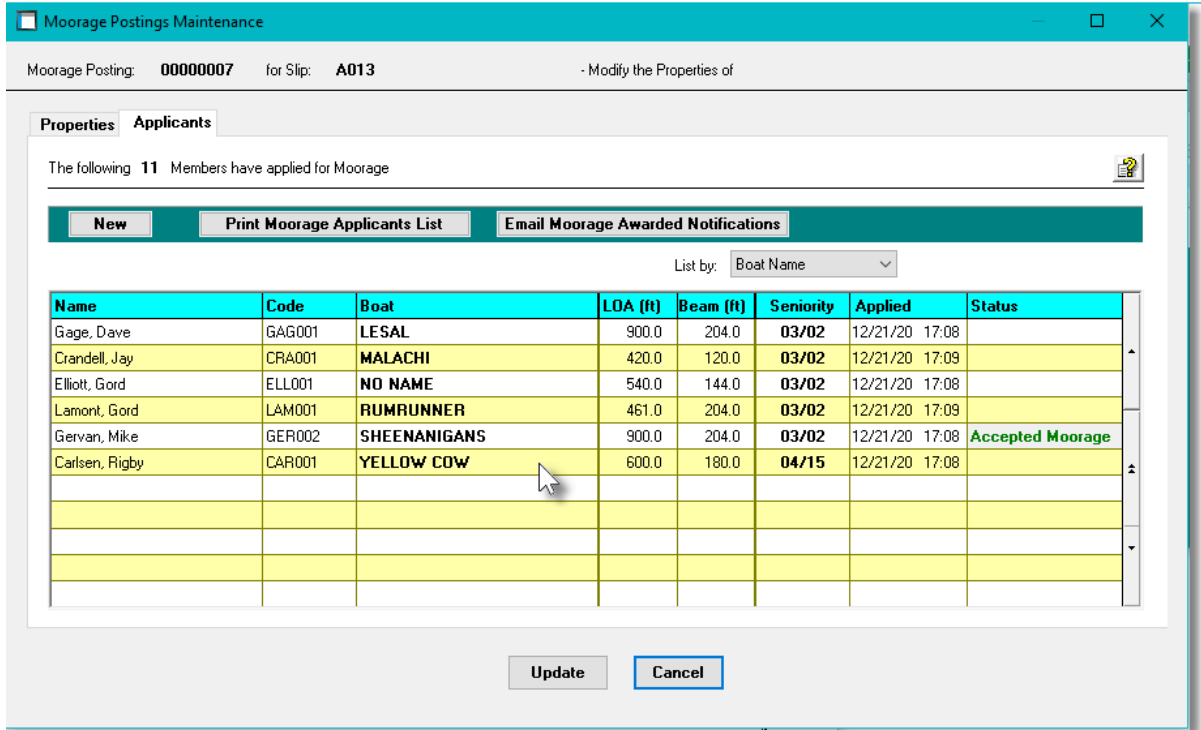 Moorage Postings Maintenance
Moorage Posting: 00000007 for Slip: A013 - Modify the Properties of
Properties Applicants
The following 11 Members have applied for Moorage
New Print Moorage Applicants List Email Moorage Awarded Notifications
List by: Boat Name
Name Code Boat LOA (ft) Beam (ft) Seniority Applied Status
Gage, Dave GAG001 LESAL 900.0 204.0 03/02 12/21/20 17:08
Crandell, Jay CRA001 MALACHI 420.0 120.0 03/02 12/21/20 17:09
Elliott, Gord ELL001 NO NAME 540.0 144.0 03/02 12/21/20 17:08
Lamont, Gord LAM001 RUMRUNNER 461.0 204.0 03/02 12/21/20 17:09
Gervan, Mike GER002 SHEENANIGANS 900.0 204.0 03/02 12/21/20 17:08 Accepted Moorage
Carlsen, Rigby CAR001 YELLOW COW 600.0 180.0 04/15 12/21/20 17:08
Update Cancel